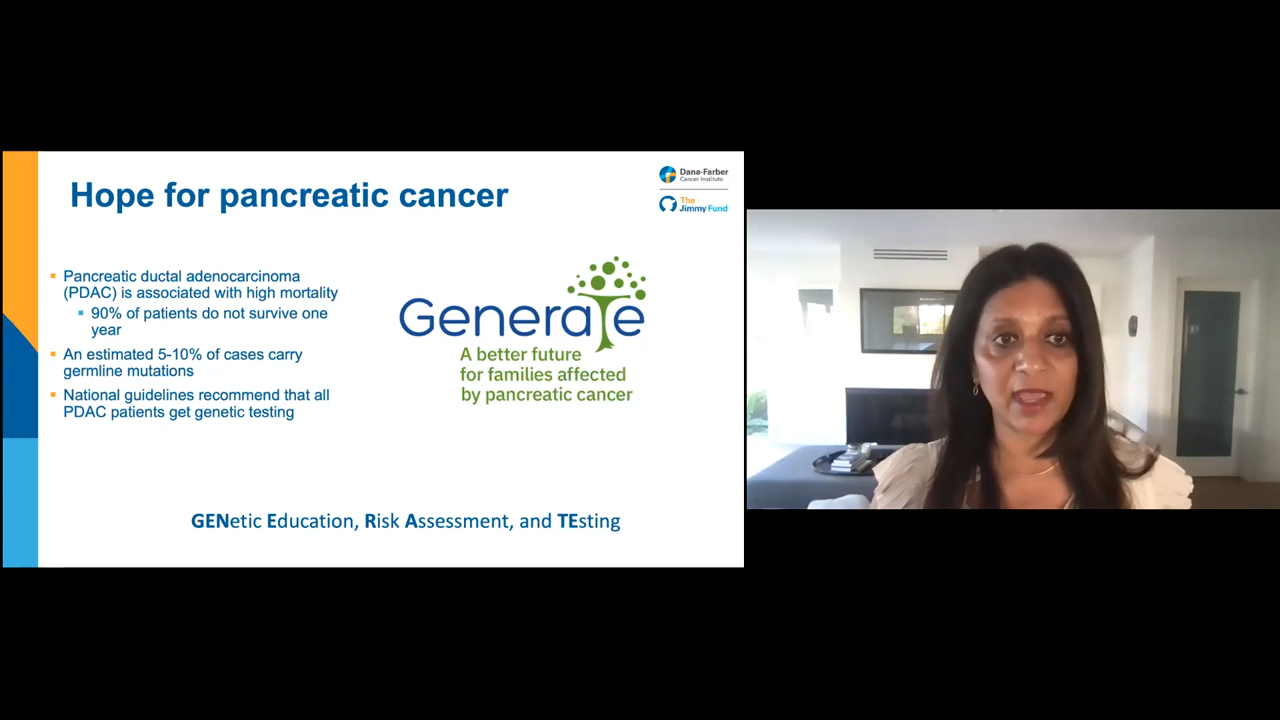 Hope for pancreatic cancer
Dana-Farber
Cancer Institute
The
Jimmy Fund
Pancreatic ductal adenocarcinoma
(PDAC) is associated with high mortality
90% of patients do not survive one
year
An estimated 5-10% of cases carry
germline mutations
National guidelines recommend that all
PDAC patients get genetic testing
GeneraTe
A better future
for families affected
by pancreatic cancer
GENetic Education, Risk Assessment, and TEsting